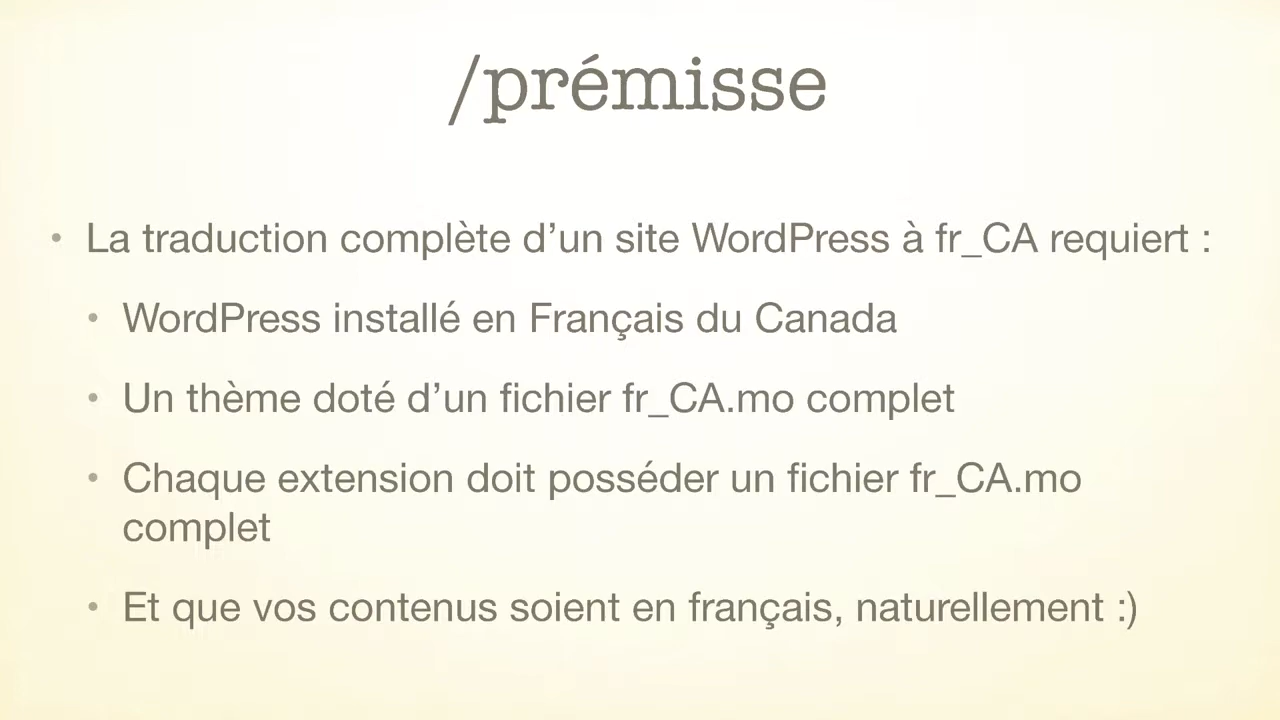 /prémisse
• La traduction complète d’un site WordPress à fr_CA requiert :
• WordPress installé en Français du Canada
• Un thème doté d’un fichier fr_CA.mo complet
• Chaque extension doit posséder un fichier fr_CA.mo
complet
• Et que vos contenus soient en français, naturellement :)